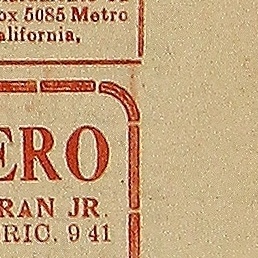 ox 5085 Metro
alifornia,
ERO
RAN JR.
RIC. 9 41